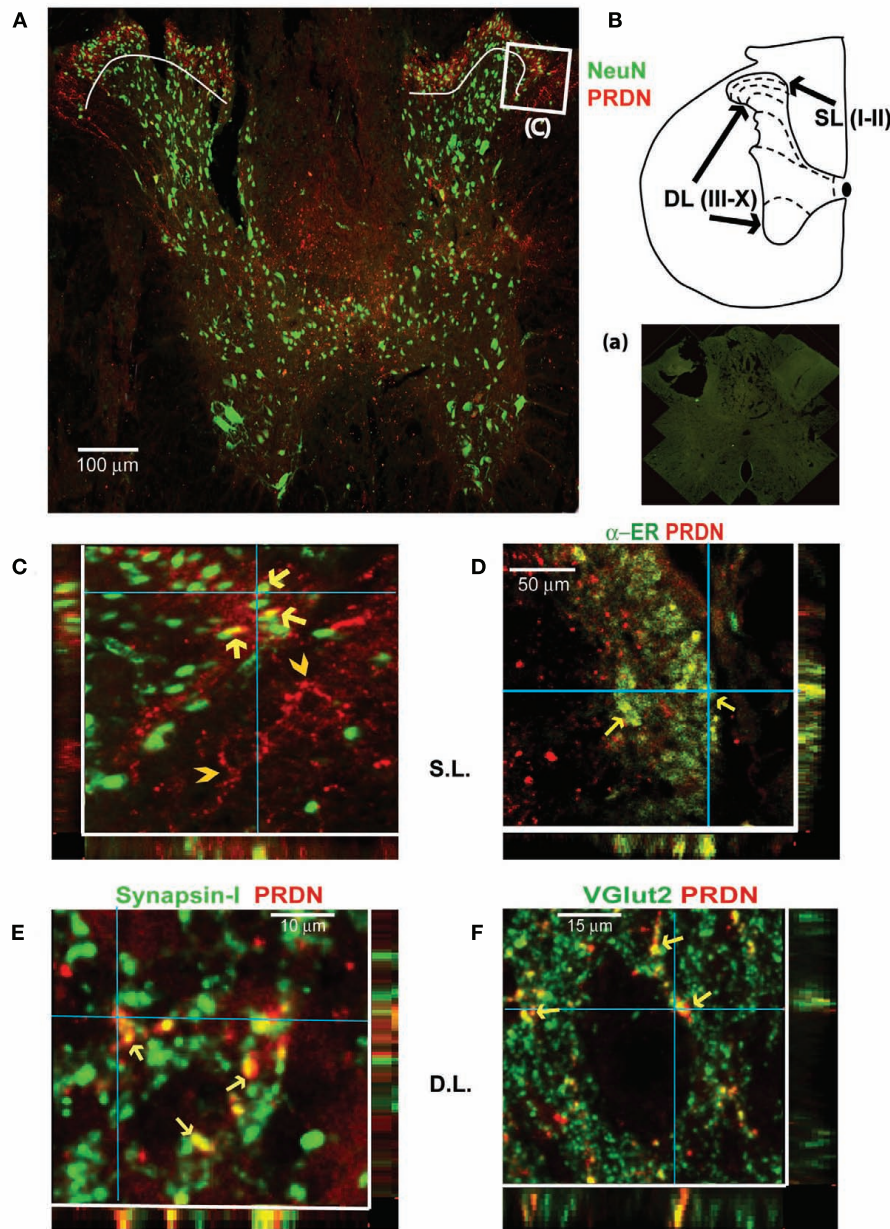 A
B
NeuN
PRDN
(C)
SL (I-II)
DL (III-X)
(a)
100 μm
α-ER PRDN
C
D
50 μm
S.L.
Synapsin-I PRDN
VGlut2 PRDN
E
10 μm
F
15 μm
D.L.